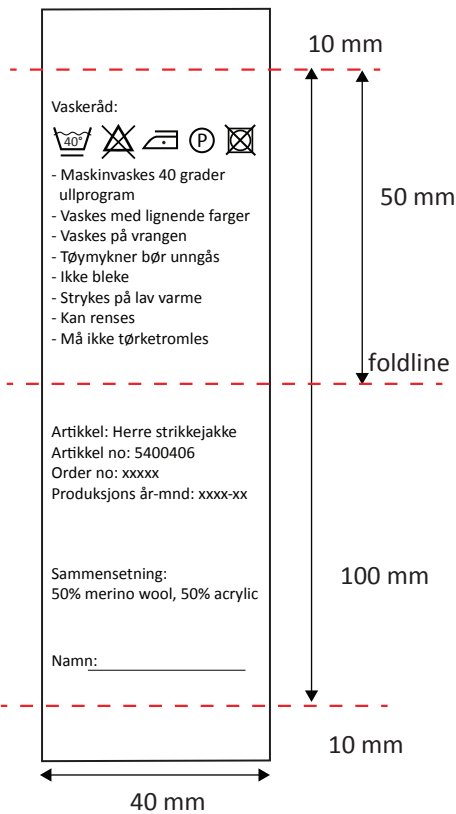 10 mm
Vaskeråd:
40°
P
- Maskinvaskes 40 grader
ullprogram
- Vaskes med lignende farger
- Vaskes på vrangen
- Tøymykner bør unngås
- Ikke bleke
- Strykes på lav varme
- Kan renses
- Må ikke tørketromles
50 mm
foldline
Artikkel: Herre strikkejakke
Artikkel no: 5400406
Order no: xxxxx
Produksjons år-mnd: xxxx-xx
Sammensetning:
50% merino wool, 50% acrylic
100 mm
Namn:
10 mm
40 mm